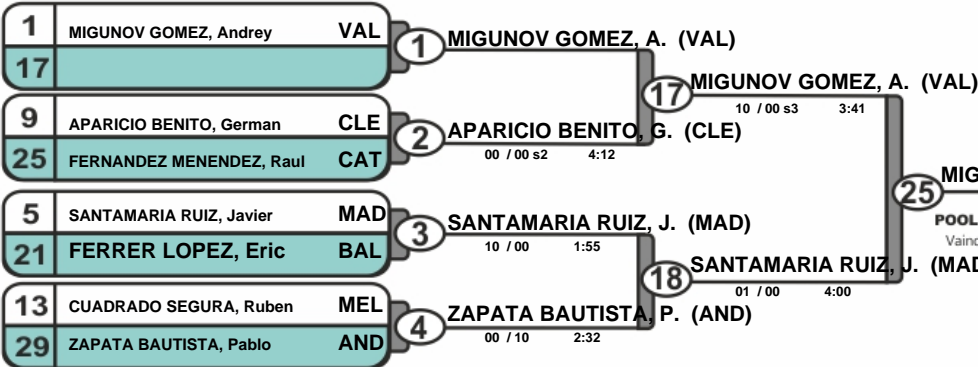 1 MIGUNOV GOMEZ, Andrey VAL
17
1 MIGUNOV GOMEZ, A. (VAL)
9 APARICIO BENITO, German CLE
25 FERNANDEZ MENENDEZ, Raul CAT
2 APARICIO BENITO, G. (CLE)
00 / 00 s2 4:12
17 MIGUNOV GOMEZ, A. (VAL)
10 / 00 s3 3:41
5 SANTAMARIA RUIZ, Javier MAD
21 FERRER LOPEZ, Eric BAL
3 SANTAMARIA RUIZ, J. (MAD)
10 / 00 1:55
13 CUADRADO SEGURA, Ruben MEL
29 ZAPATA BAUTISTA, Pablo AND
4 ZAPATA BAUTISTA, P. (AND)
00 / 10 2:32
18 SANTAMARIA RUIZ, J. (MAD
01 / 00 4:00
25 MIG
POOL
Vainc